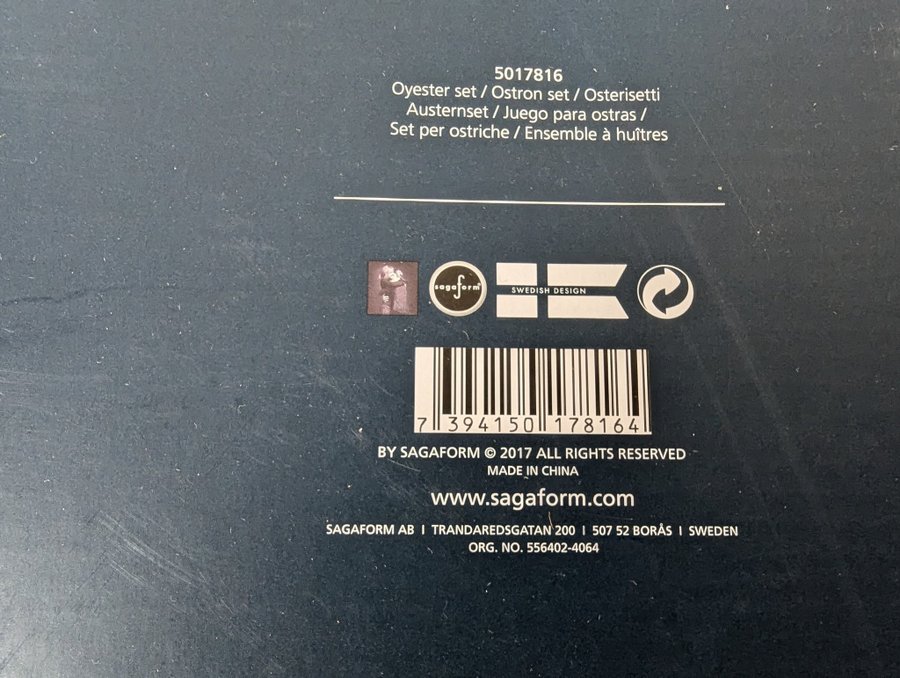 5017816
Oyester set / Ostron set / Osterisetti
Austernset / Juego para ostras /
Set per ostriche / Ensemble à huîtres
sagaform®
SWEDISH DESIGN
7 394150 178164
BY SAGAFORM © 2017 ALL RIGHTS RESERVED
MADE IN CHINA
www.sagaform.com
SAGAFORM AB I TRANDAREDSGATAN 200 I 507 52 BORÅS I SWEDEN
ORG. NO. 556402-4064